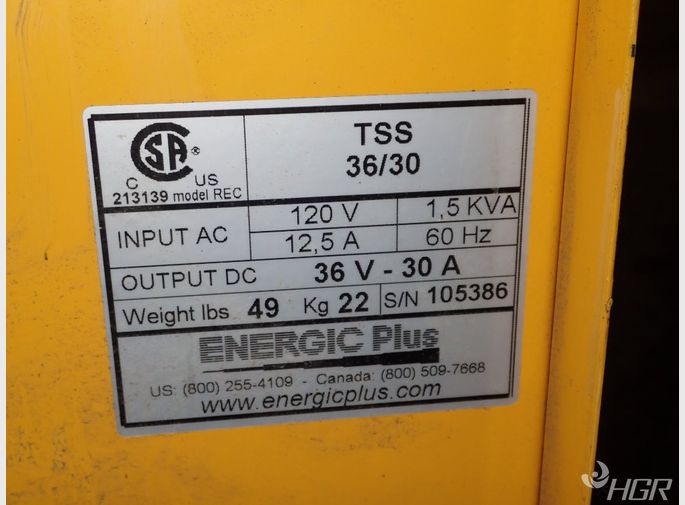 CSA®
C US
213139 model REC
TSS
36/30
INPUT AC
120 V 1,5 KVA
12,5 A 60 Hz
OUTPUT DC 36 V - 30 A
Weight lbs 49 Kg 22 S/N 105386
ENERGIC Plus
US: (800) 255-4109 - Canada: (800) 509-7668
www.energicplus.com
HGR